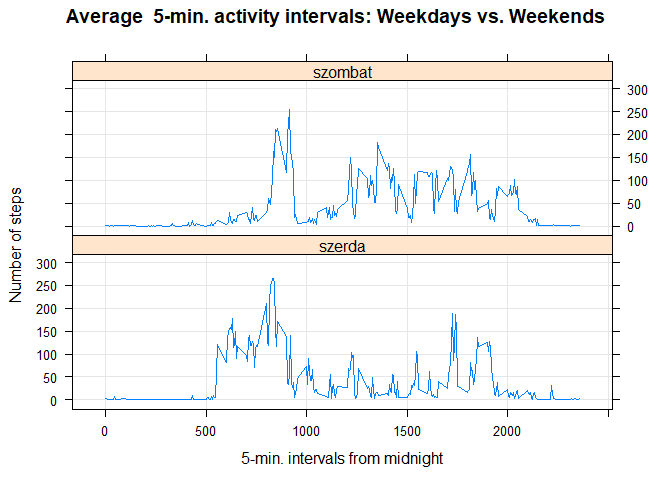 Average  5-min. activity intervals: Weekdays vs. Weekends
szombat
300
250
200
150
100
50
0
Number of steps
szerda
300
250
200
150
100
50
0
0 500 1000 1500 2000
5-min. intervals from midnight